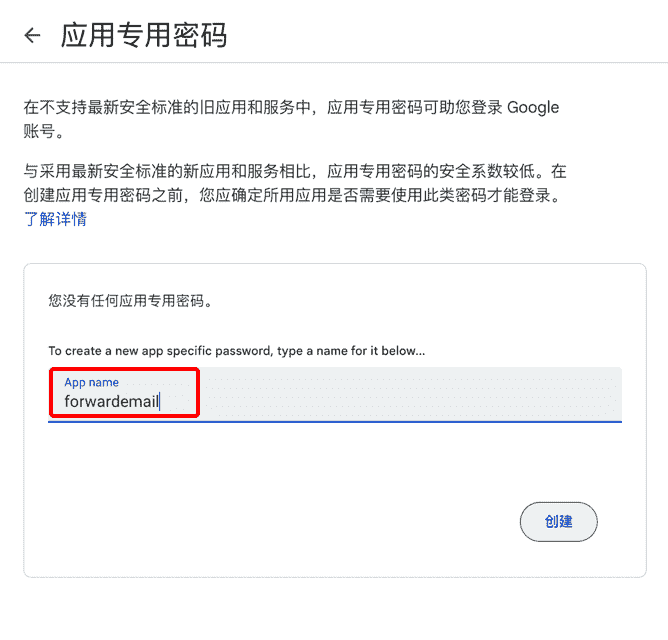 应用专用密码
在不支持最新安全标准的旧应用和服务中，应用专用密码可助您登录 Google
账号。
与采用最新安全标准的新应用和服务相比，应用专用密码的安全系数较低。在
创建应用专用密码之前，您应确定所用应用是否需要使用此类密码才能登录。
了解详情
您没有任何应用专用密码。
To create a new app specific password, type a name for it below...
App name
forwardemail
创建